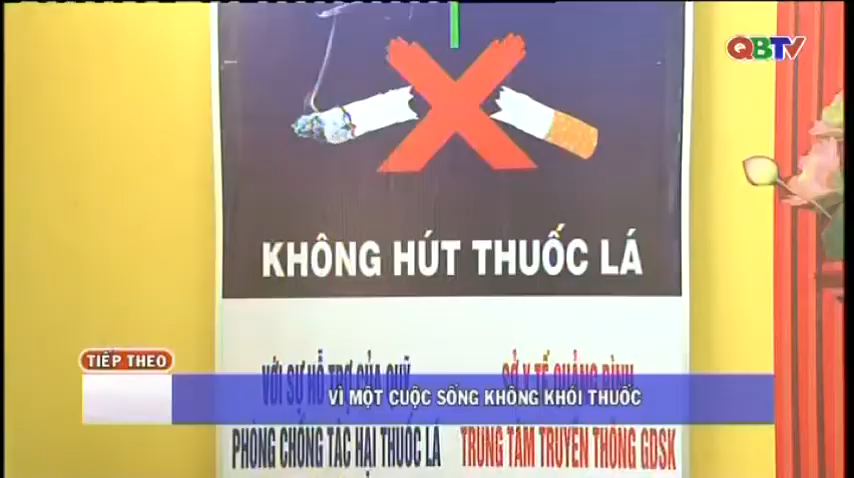 QBTV
KHÔNG HÚT THUỐC LÁ
TIẾP THEO
VỚI SỰ HỖ TRỢ CỦA QUỸ
SỞ Y TẾ QUẢNG BÌNH
VÌ MỘT CUỘC SỐNG KHÔNG KHÓI THUỐC
PHÒNG CHỐNG TÁC HẠI THUỐC LÁ
TRUNG TÂM TRUYỀN THÔNG GDSK